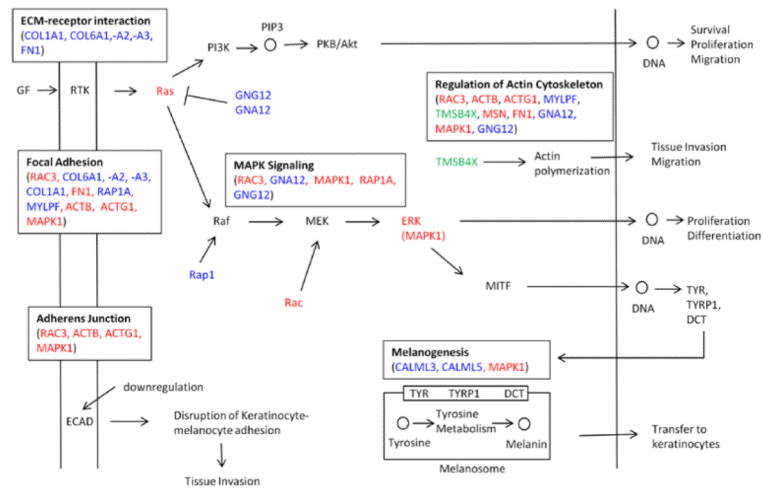 ECM-receptor interaction
(COL1A1, COL6A1,-A2,-A3,
FN1)
PIP3
PI3K
PKB/Akt
DNA
Survival
Proliferation
Migration
GF
RTK
Ras
GNG12
GNA12
Regulation of Actin Cytoskeleton
(RAC3, ACTB, ACTG1, MYLPF,
TMSB4X, MSN, FN1, GNA12,
MAPK1, GNG12)
TMSB4X
Actin
polymerization
Tissue Invasion
Migration
Focal Adhesion
(RAC3, COL6A1, -A2, -A3,
COL1A1, FN1, RAP1A,
MYLPF, ACTB, ACTG1,
MAPK1)
MAPK Signaling
(RAC3, GNA12, MAPK1, RAP1A,
GNG12)
Raf
MEK
ERK
(MAPK1)
DNA
Proliferation
Differentiation
Rap1
Rac
MITF
DNA
TYR,
TYRP1,
DCT
Adherens Junction
(RAC3, ACTB, ACTG1,
MAPK1)
Melanogenesis
(CALML3, CALML5, MAPK1)
downregulation
ECAD
Disruption of Keratinocyte-
melanocyte adhesion
Tissue Invasion
TYR TYRP1 DCT
Tyrosine
Metabolism
Tyrosine
Melanin
Melanosome
Transfer to
keratinocytes